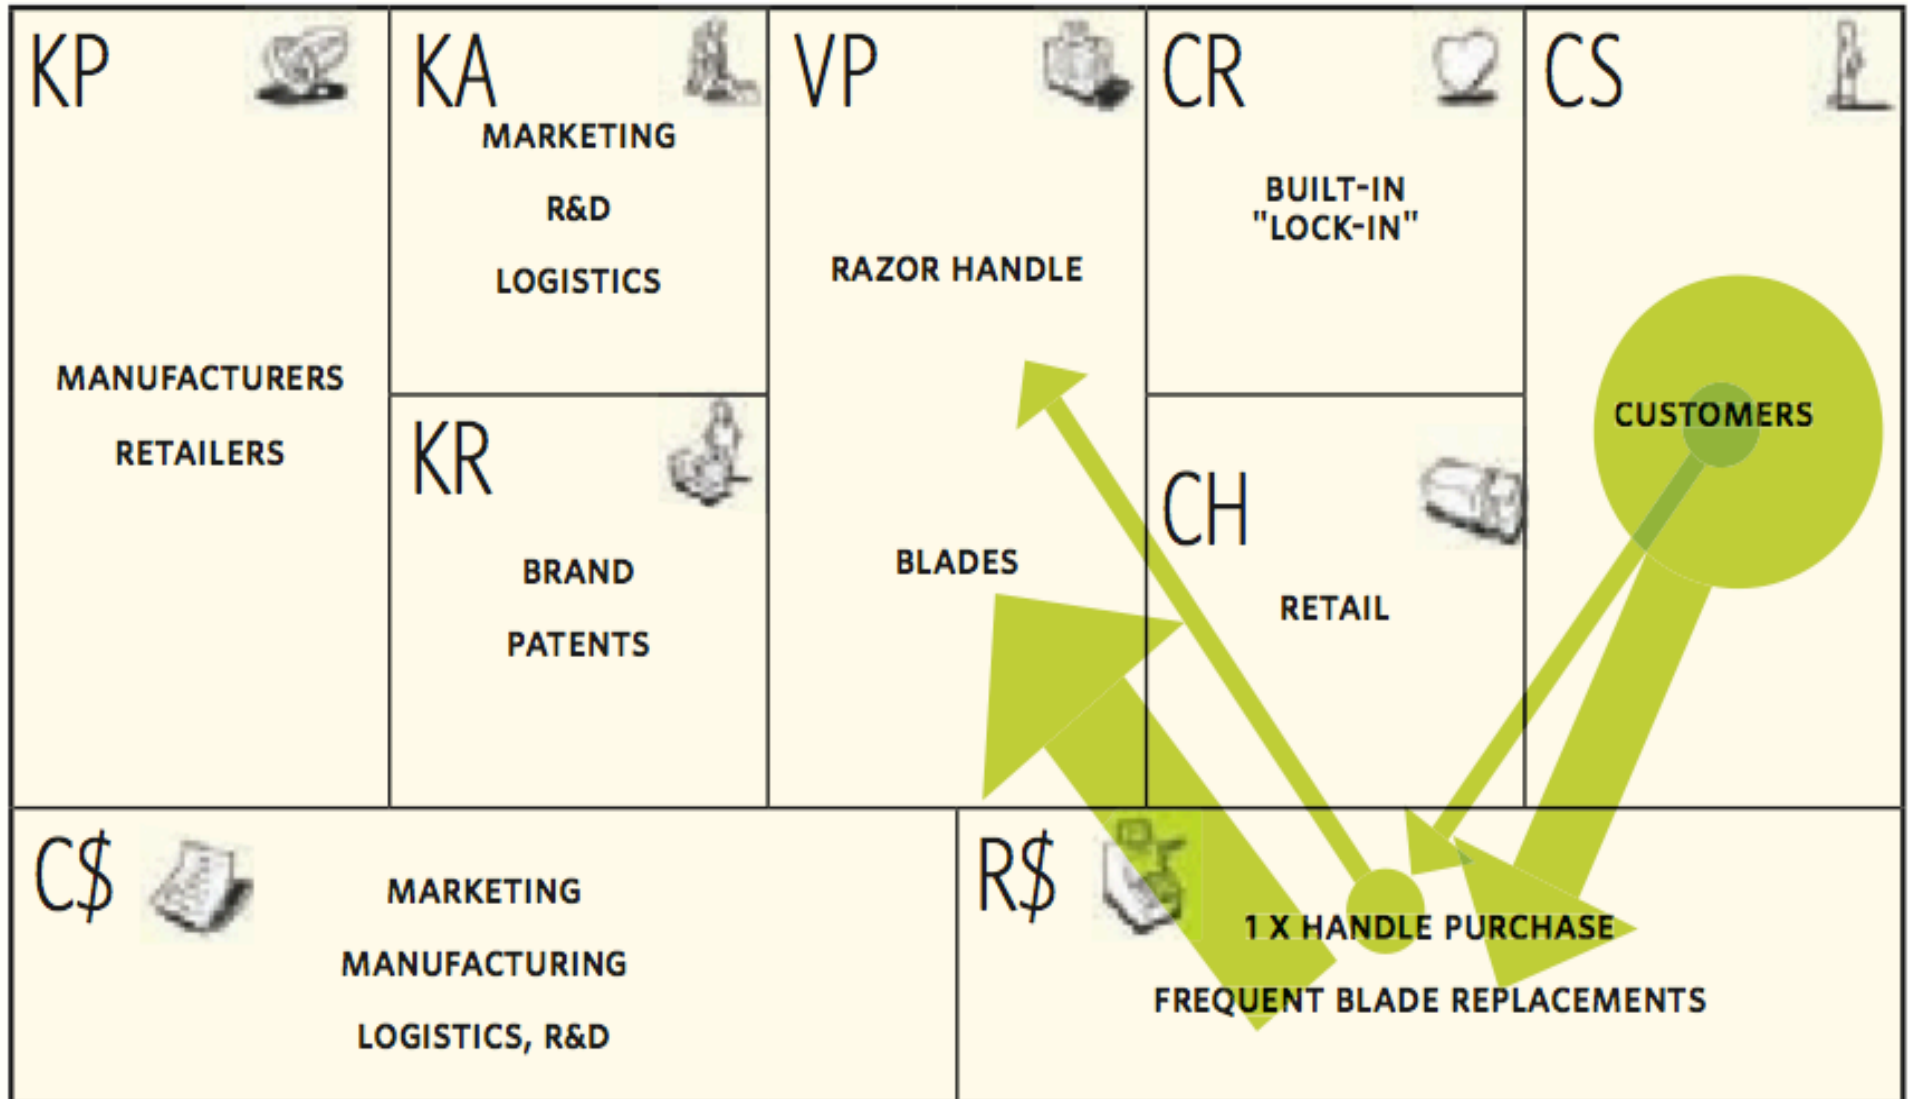 KP
MANUFACTURERS
RETAILERS
KA
MARKETING
R&D
LOGISTICS
KR
BRAND
PATENTS
VP
RAZOR HANDLE
BLADES
CR
BUILT-IN
"LOCK-IN"
CH
RETAIL
CS
CUSTOMERS
C$
MARKETING
MANUFACTURING
LOGISTICS, R&D
R$
1 X HANDLE PURCHASE
FREQUENT BLADE REPLACEMENTS